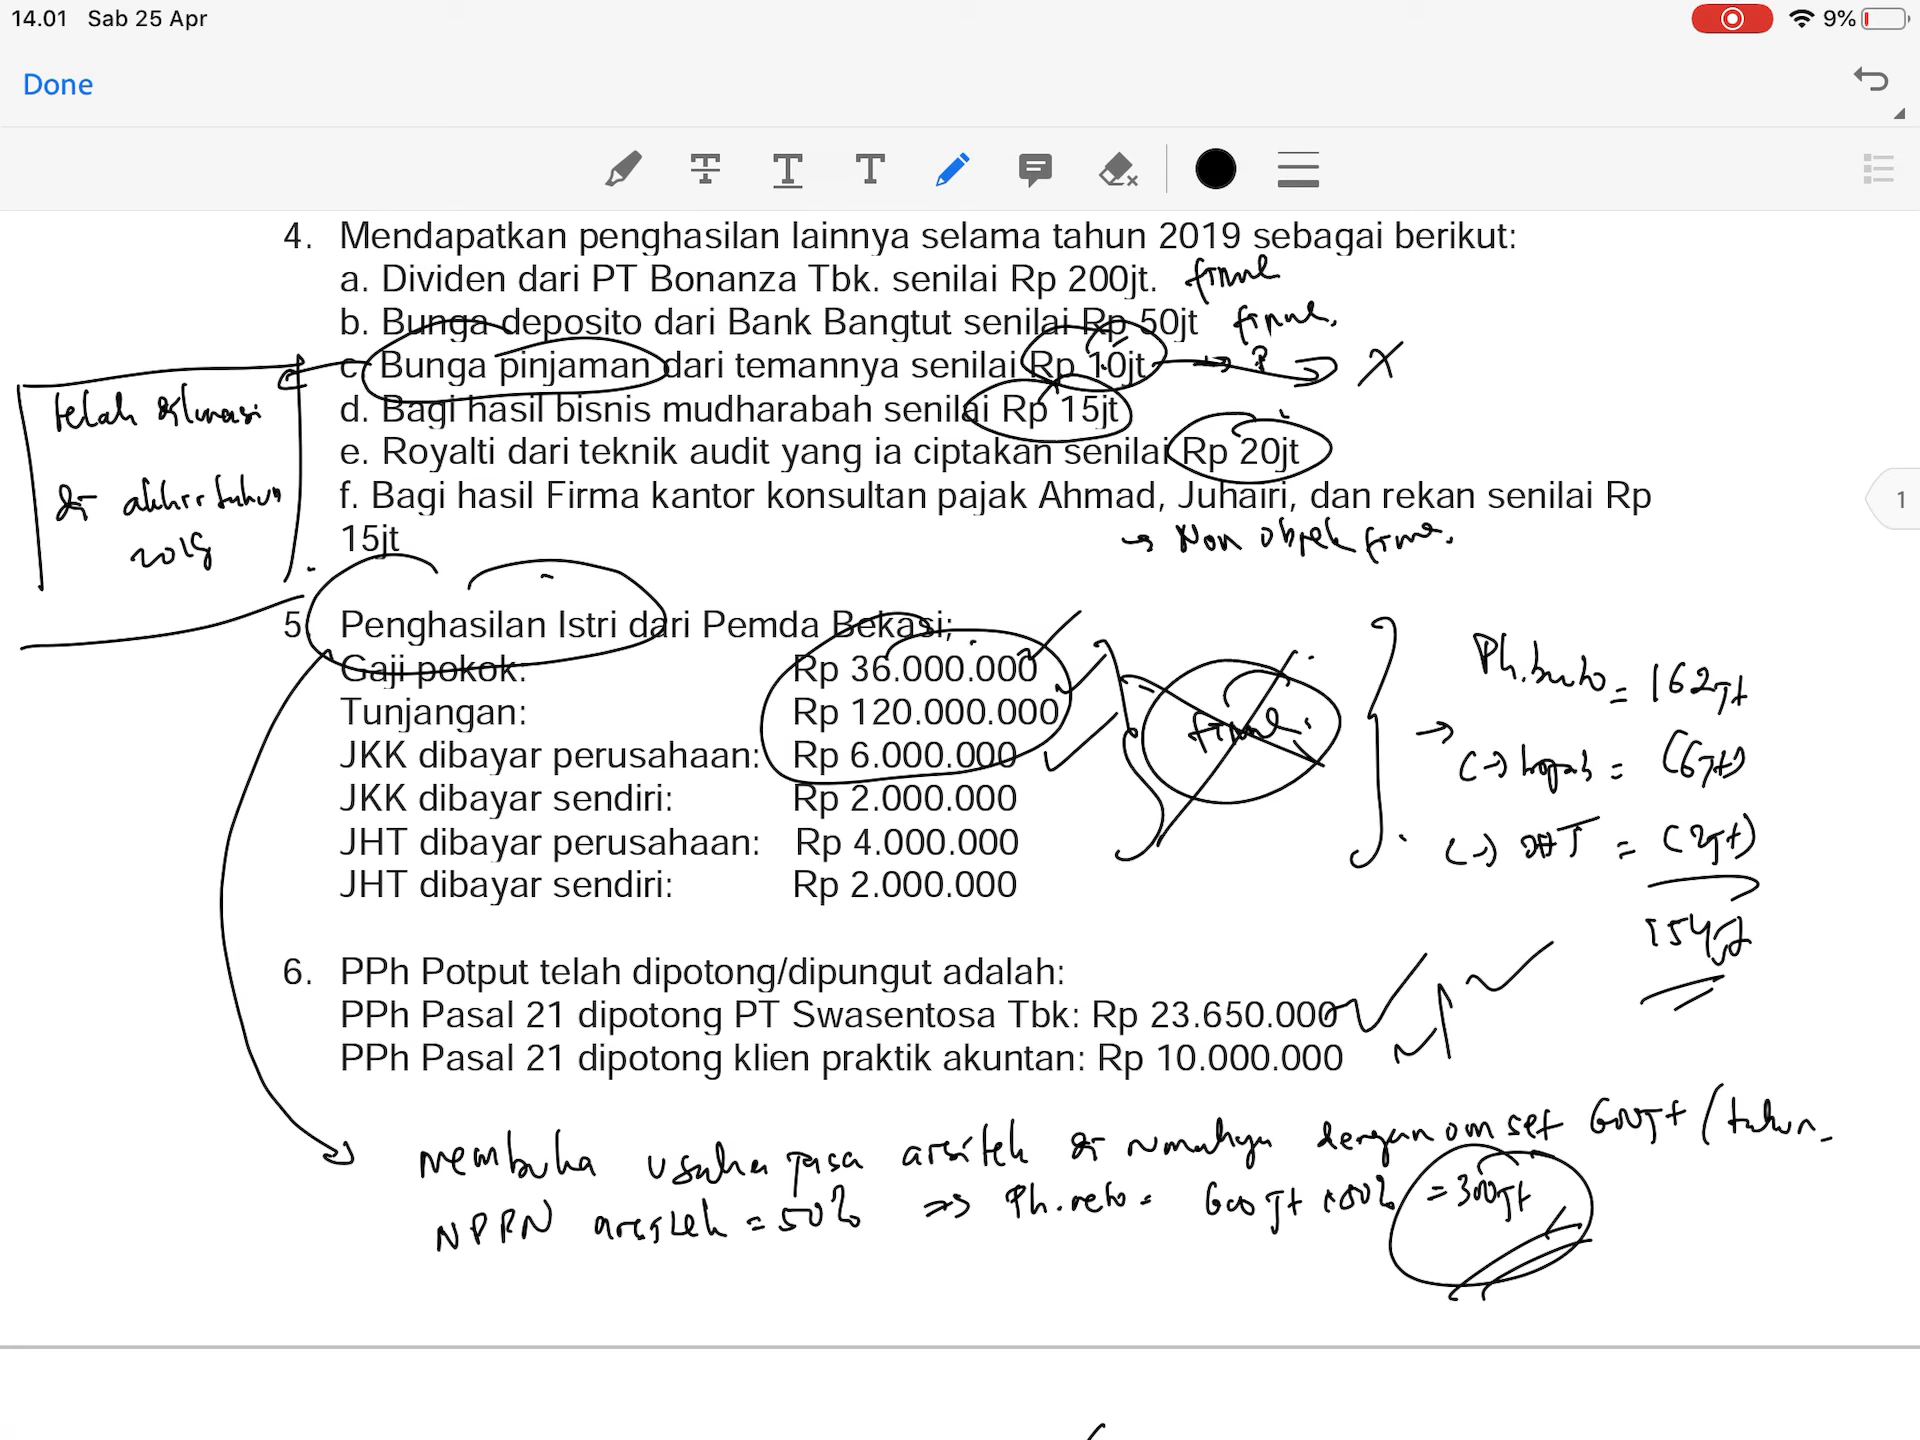 14.01 Sab 25 Apr
9%
Done
4. Mendapatkan penghasilan lainnya selama tahun 2019 sebagai berikut:
a. Dividen dari PT Bonanza Tbk. senilai Rp 200jt. final
b. Bunga deposito dari Bank Bangtut senilai Rp 50jt final.
c. Bunga pinjaman dari temannya senilai Rp 10jt → ? → X
d. Bagi hasil bisnis mudharabah senilai Rp 15jt
e. Royalti dari teknik audit yang ia ciptakan senilai Rp 20jt
f. Bagi hasil Firma kantor konsultan pajak Ahmad, Juhairi, dan rekan senilai Rp
15jt
→ Non objek firma.
telah dilunasi
di akhir tahun
2019
5. Penghasilan Istri dari Pemda Bekasi;
Gaji pokok: Rp 36.000.000
Tunjangan: Rp 120.000.000
JKK dibayar perusahaan: Rp 6.000.000
JKK dibayar sendiri: Rp 2.000.000
JHT dibayar perusahaan: Rp 4.000.000
JHT dibayar sendiri: Rp 2.000.000
final.
→ Ph.bruto = 162jt
(-) = (6jt)
(-) JHT = (2jt)
154jt
6. PPh Potput telah dipotong/dipungut adalah:
PPh Pasal 21 dipotong PT Swasentosa Tbk: Rp 23.650.000
PPh Pasal 21 dipotong klien praktik akuntan: Rp 10.000.000
membuka usaha jasa arsitek di rumahnya dengan omset 600jt / tahun.
NPPN arsitek = 50% ⇒ Ph.neto = 600jt x 50% = 300jt
1